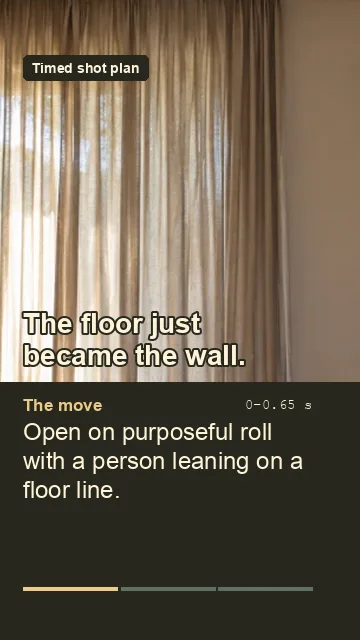 Timed shot plan
The floor just
became the wall.
The move
0–0.65 s
Open on purposeful roll
with a person leaning on a
floor line.